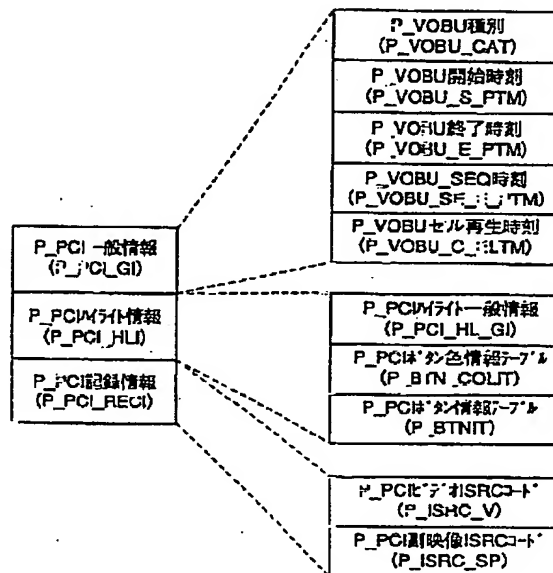 P_VOBU種別
(P_VOBU_CAT)
P_VOBU開始時刻
(P_VOBU_S_PTM)
P_VOBU終了時刻
(P_VOBU_E_PTM)
P_VOBU_SEQ時刻
P_VOBUセル再生時刻
(P_VOBU_C_ELTM)
P_PCI一般情報
(P_PCI_GI)
P_PCIハイライト情報
(P_PCI_HLI)
P_PCI記録情報
(P_PCI_RECI)
P_PCIハイライト一般情報
(P_PCI_HL_GI)
P_PCIボタン色情報テーブル
(P_BTN_COLIT)
P_PCIボタン情報テーブル
(P_BTNIT)
P_PCIビデオISRCコード
(P_ISRC_V)
P_PCI副映像ISRCコード
(P_ISRC_SP)